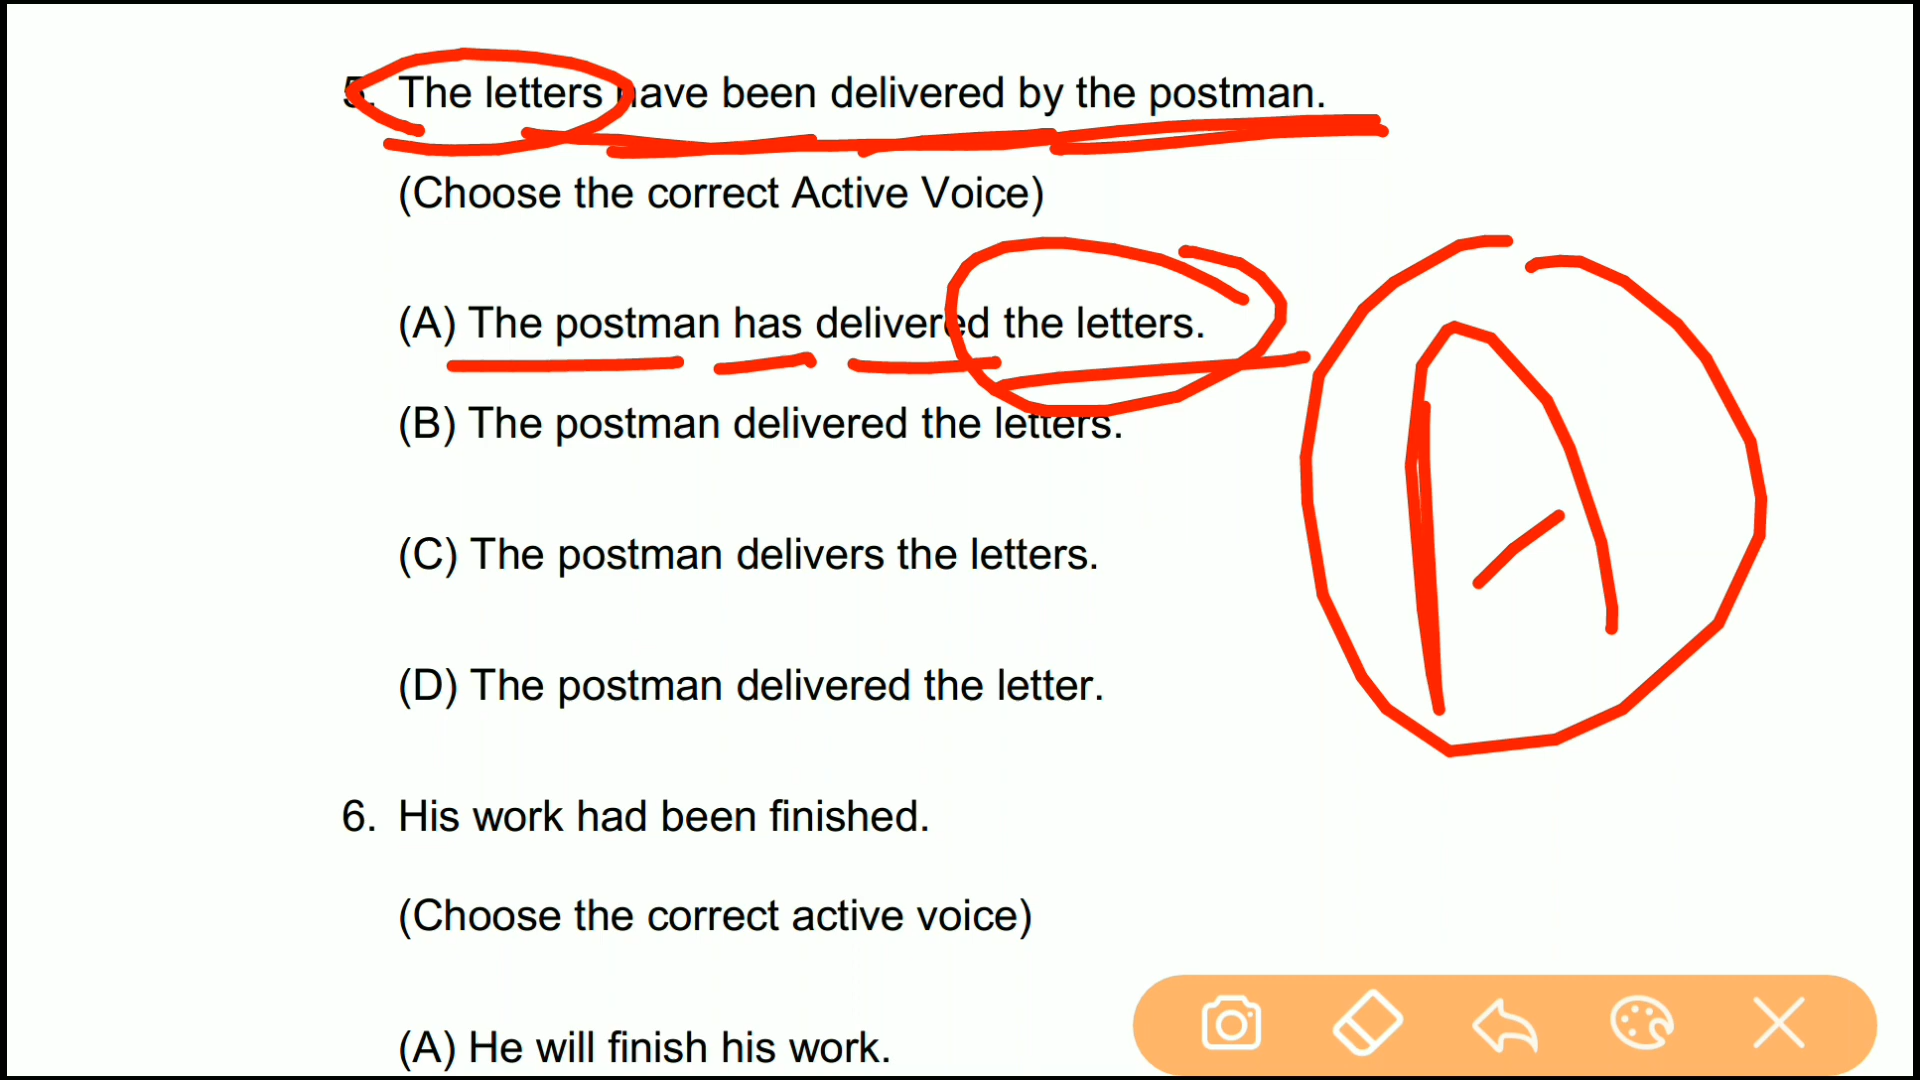 5. The letters have been delivered by the postman.
(Choose the correct Active Voice)
(A) The postman has delivered the letters.
(B) The postman delivered the letters.
A
(C) The postman delivers the letters.
(D) The postman delivered the letter.
6. His work had been finished.
(Choose the correct active voice)
(A) He will finish his work.